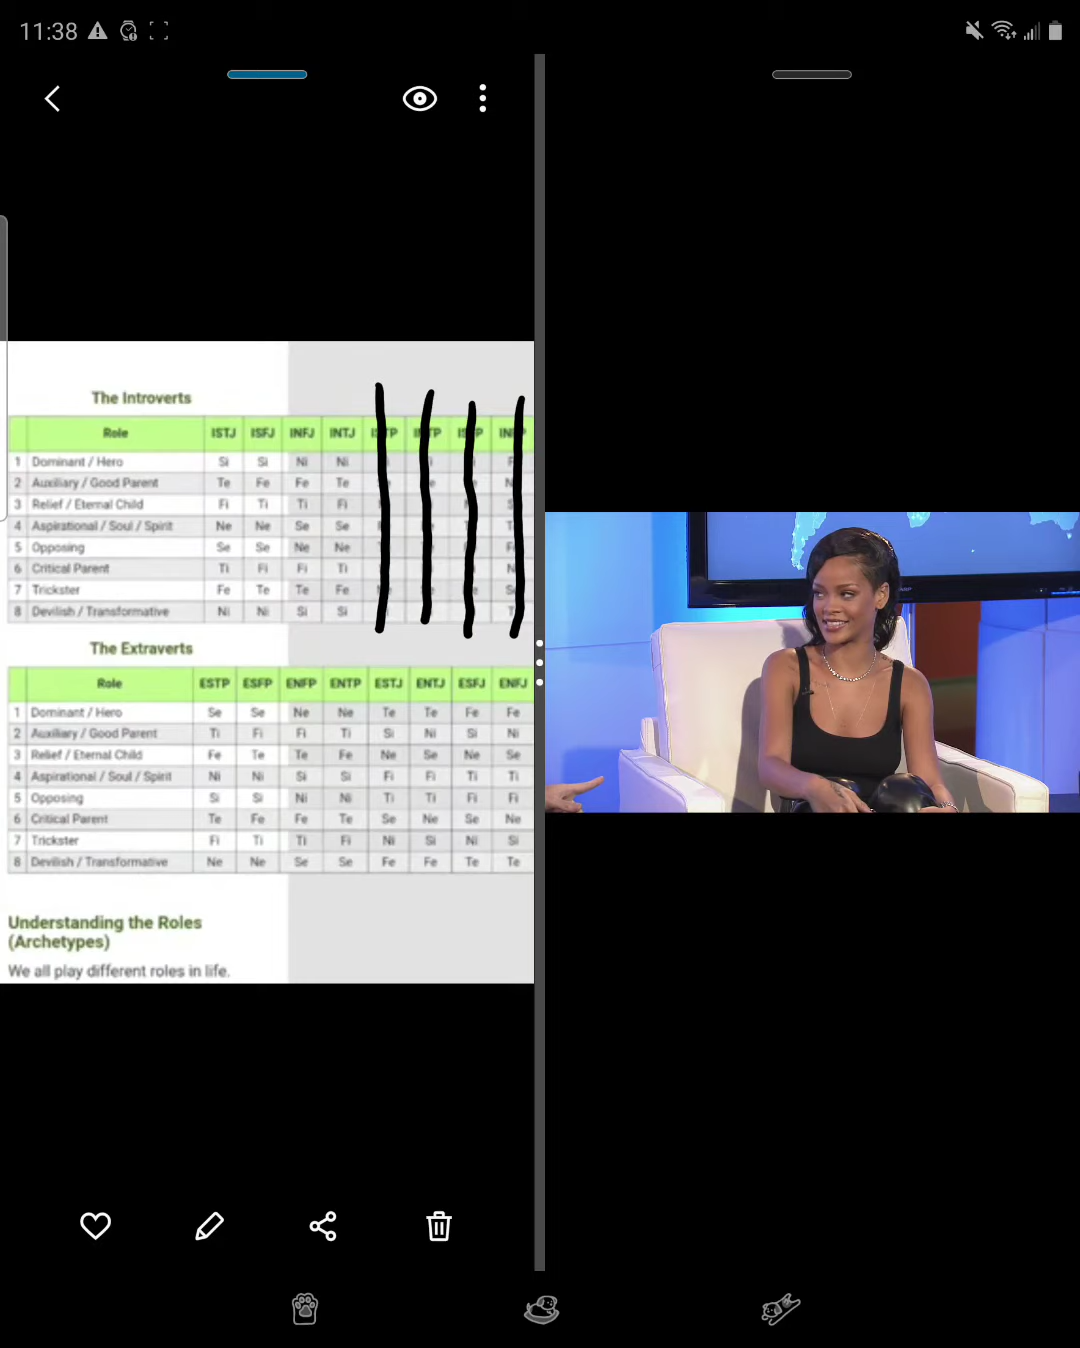 11:38
The Introverts
Role ISTJ ISFJ INFJ INTJ
1 Dominant / Hero Si Si Ni Ni
2 Auxiliary / Good Parent Te Fe Fe Te
3 Relief / Eternal Child Fi Ti Ti Fi
4 Aspirational / Soul / Spirit Ne Ne Se Se
5 Opposing Se Se Ne Ne
6 Critical Parent Ti Fi Fi Ti
7 Trickster Fe Te Te Fe
8 Devilish / Transformative Ni Ni Si Si
The Extraverts
Role ESTP ESFP ENFP ENTP ESTJ ENTJ ESFJ ENFJ
1 Dominant / Hero Se Se Ne Ne Te Te Fe Fe
2 Auxiliary / Good Parent Ti Fi Fi Ti Si Ni Si Ni
3 Relief / Eternal Child Fe Te Te Fe Ne Se Ne Se
4 Aspirational / Soul / Spirit Ni Ni Si Si Fi Fi Ti Ti
5 Opposing Si Si Ni Ni Ti Ti Fi Fi
6 Critical Parent Te Fe Fe Te Se Ne Se Ne
7 Trickster Fi Ti Ti Fi Ni Si Ni Si
8 Devilish / Transformative Ne Ne Se Se Fe Fe Te Te
Understanding the Roles
(Archetypes)
We all play different roles in life.